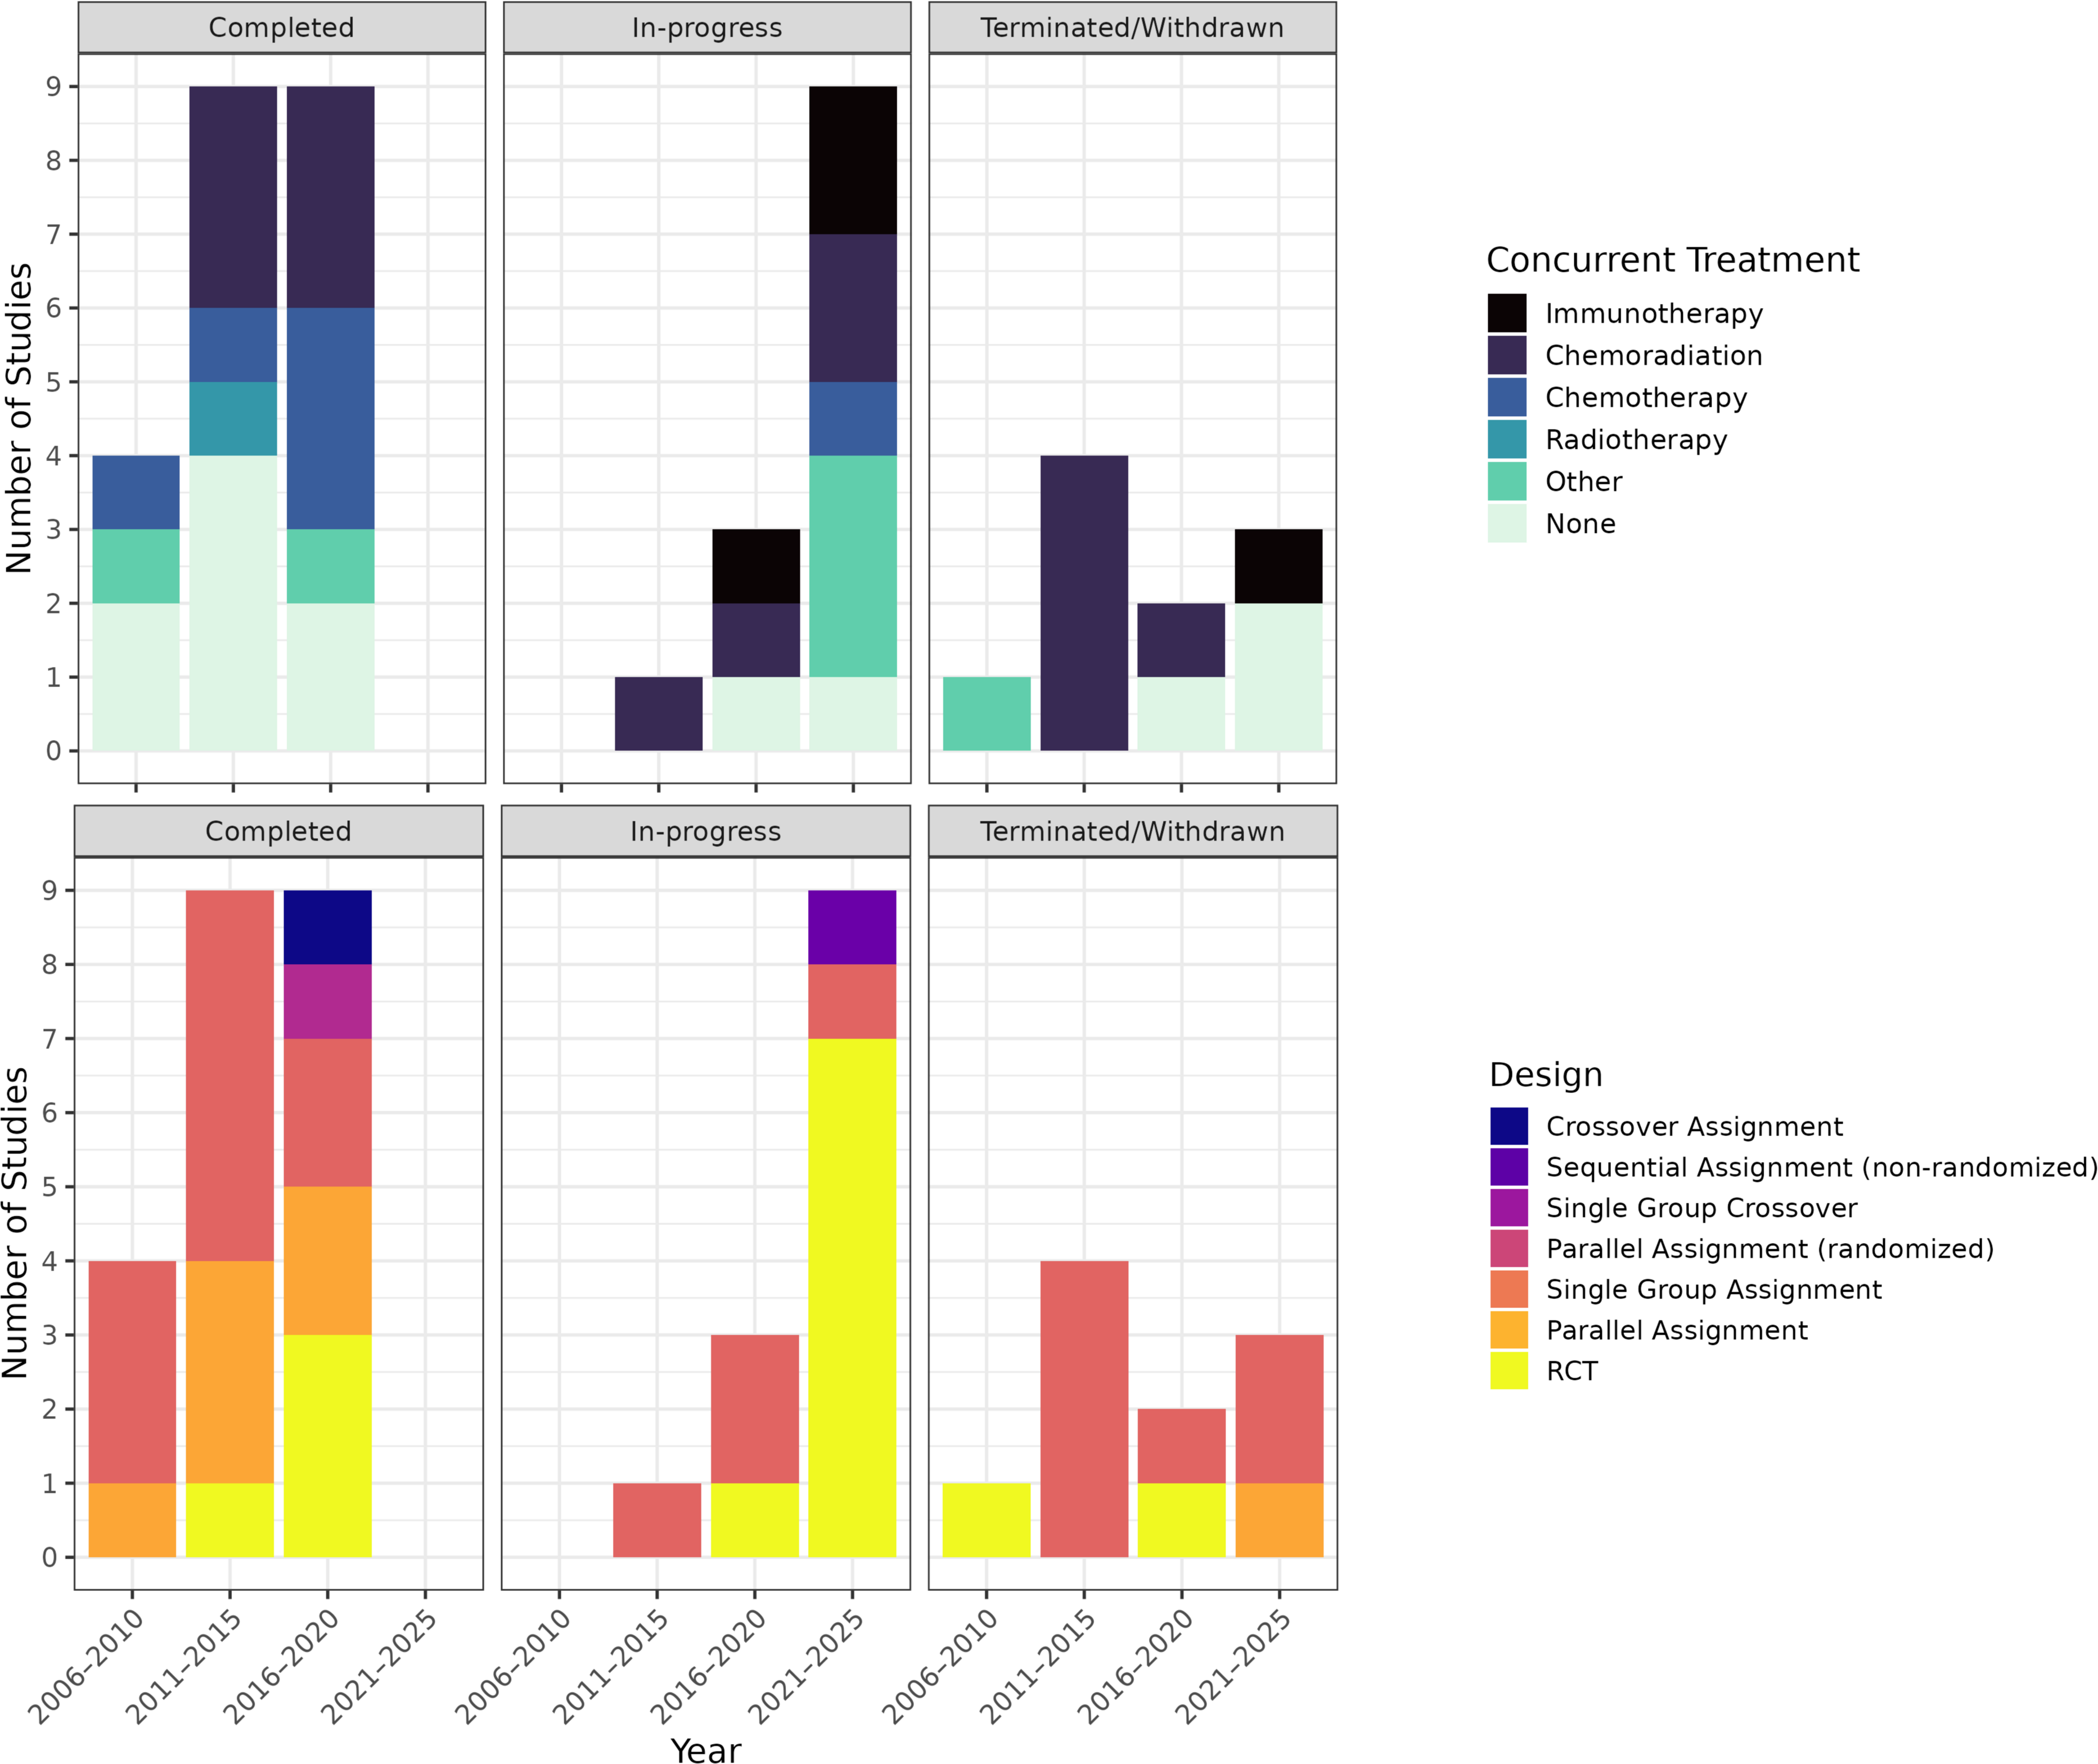 Completed
In-progress
Terminated/Withdrawn
Number of Studies
9
8
7
6
5
4
3
2
1
0
Concurrent Treatment
Immunotherapy
Chemoradiation
Chemotherapy
Radiotherapy
Other
None
Completed
In-progress
Terminated/Withdrawn
Number of Studies
9
8
7
6
5
4
3
2
1
0
2006–2010
2011–2015
2016–2020
2021–2025
2006–2010
2011–2015
2016–2020
2021–2025
2006–2010
2011–2015
2016–2020
2021–2025
Year
Design
Crossover Assignment
Sequential Assignment (non-randomized)
Single Group Crossover
Parallel Assignment (randomized)
Single Group Assignment
Parallel Assignment
RCT